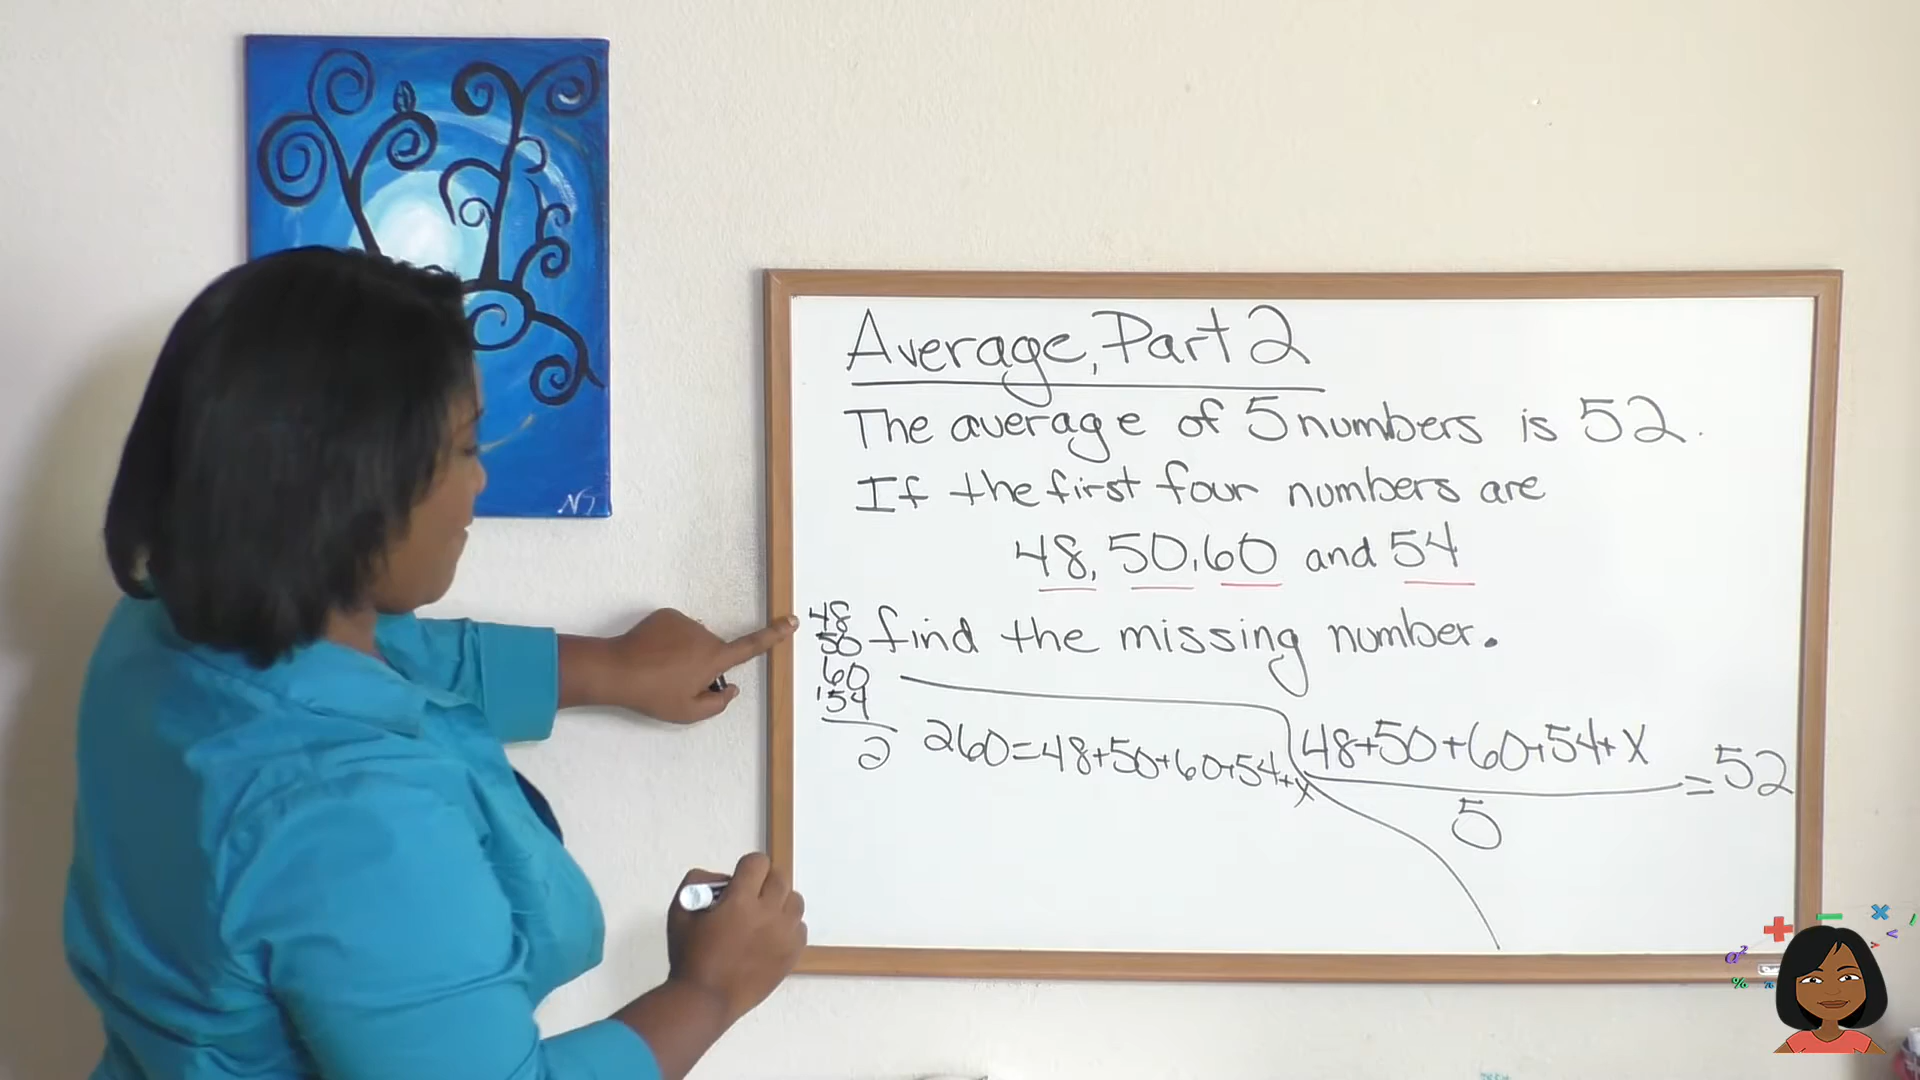 NS
Average, Part 2
The average of 5 numbers is 52.
If the first four numbers are
48, 50, 60 and 54
find the missing number.
48
50
60
54
2
260=48+50+60+54+x
48+50+60+54+x
5
=52